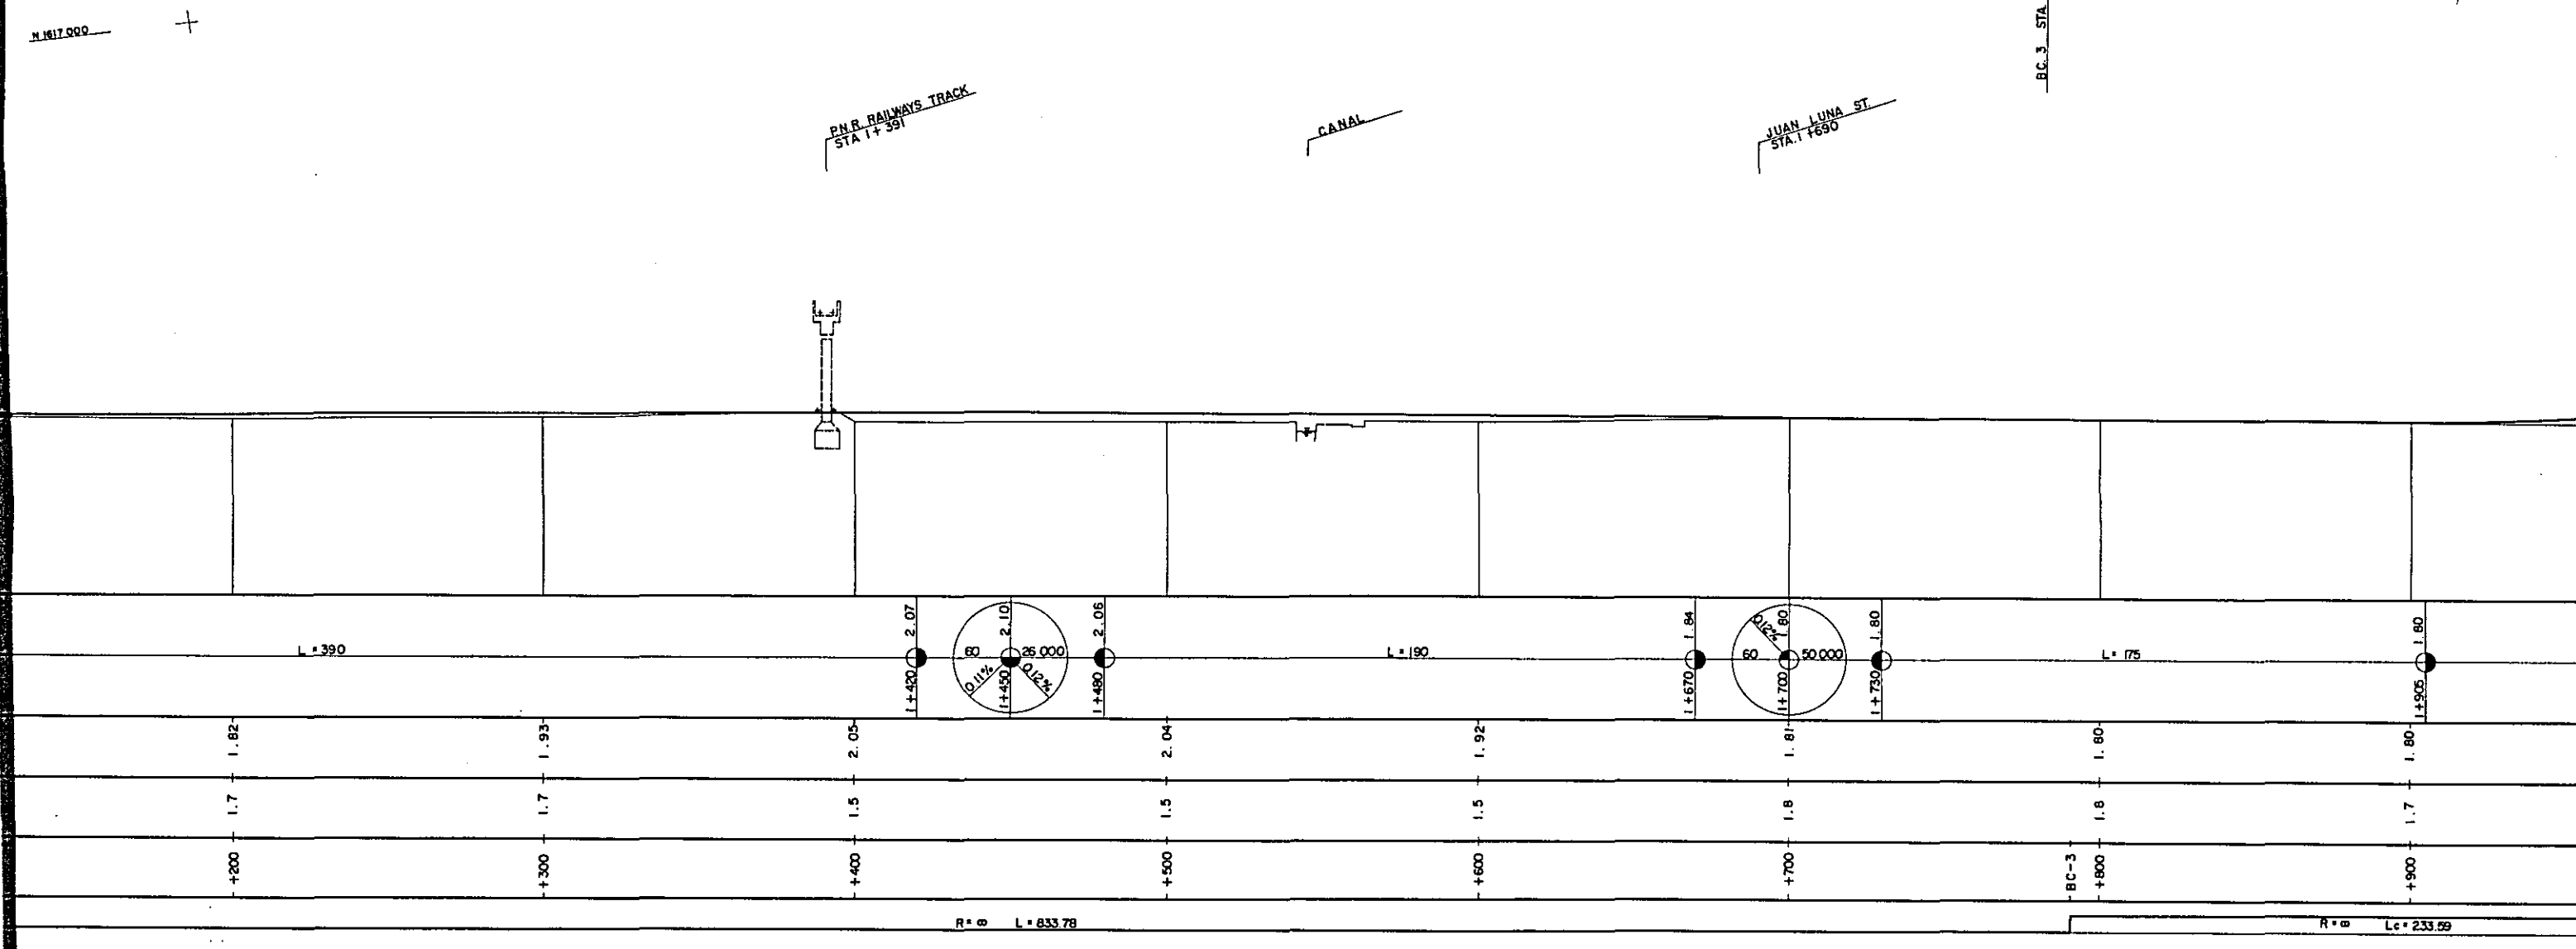 N 1617 000
BC. 3 STA
P.N.R. RAILWAYS TRACK
STA 1+391
CANAL
JUAN LUNA ST.
STA. 1+690
L = 390
1+420 2.07
60 26 000
0.11% 1+450 2.10 0.12%
1+480 2.06
L = 190
1+670 1.84
60 50 000
0.12% 1+700 1.80
1+730 1.80
L = 175
1+905 1.80
1.82 1.93 2.05 2.04 1.92 1.81 1.80 1.80
1.7 1.7 1.5 1.5 1.5 1.8 1.8 1.7
+200 +300 +400 +500 +600 +700 BC-3 +800 +900
R = ∞ L = 833.78
R = ∞ Lc = 233.59